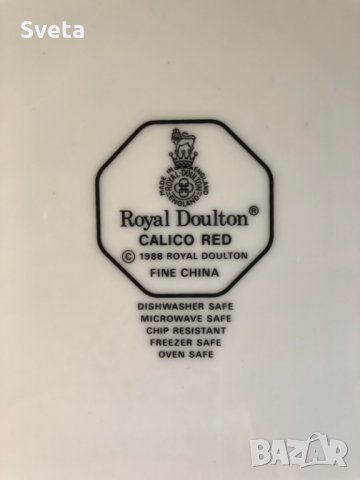 Sveta
MADE IN ENGLAND
ROYAL DOULTON
ENGLAND
Royal Doulton®
CALICO RED
© 1988 ROYAL DOULTON
FINE CHINA
DISHWASHER SAFE
MICROWAVE SAFE
CHIP RESISTANT
FREEZER SAFE
OVEN SAFE
BAZAR